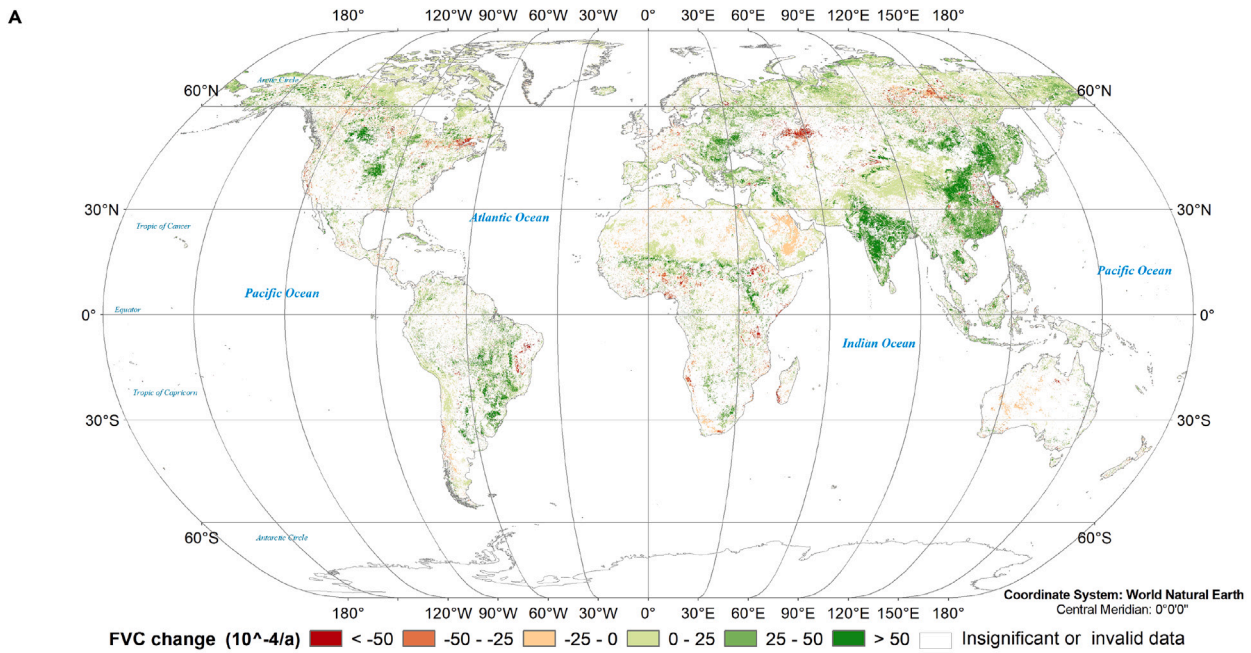 A
180° 120°W 90°W 60°W 30°W 0° 30°E 60°E 90°E 120°E 150°E 180°
Arctic Circle
60°N 60°N
30°N 30°N
Atlantic Ocean
Tropic of Cancer
Pacific Ocean
Pacific Ocean
Equator
0° 0°
Indian Ocean
Tropic of Capricorn
30°S 30°S
60°S 60°S
Antarctic Circle
Coordinate System: World Natural Earth
Central Meridian: 0°0'0"
180° 120°W 90°W 60°W 30°W 0° 30°E 60°E 90°E 120°E 150°E 180°
FVC change (10^-4/a) < -50 -50 - -25 -25 - 0 0 - 25 25 - 50 > 50 Insignificant or invalid data